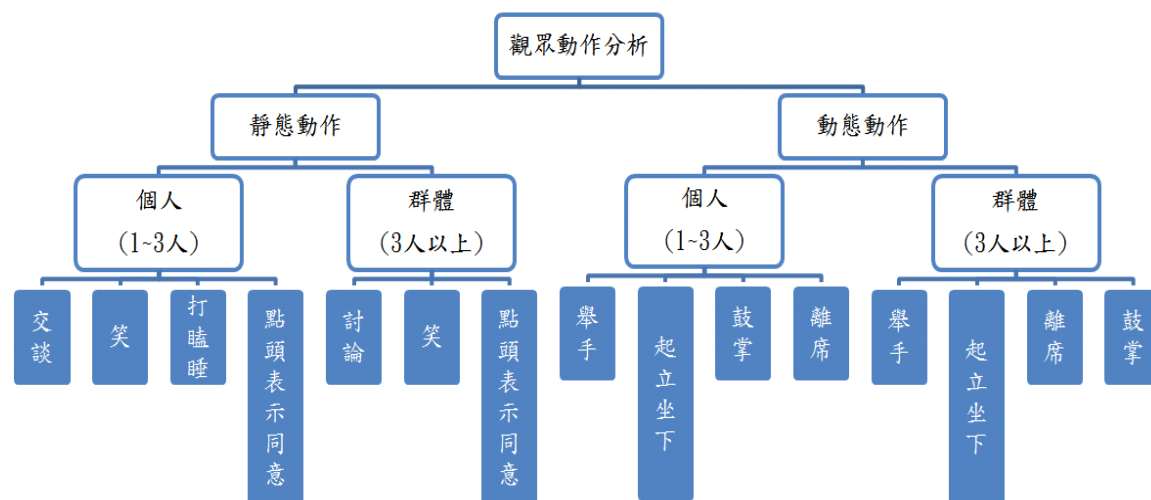 觀眾動作分析
靜態動作
動態動作
個人
(1~3人)
群體
(3人以上)
個人
(1~3人)
群體
(3人以上)
交談
笑
打瞌睡
點頭表示同意
討論
笑
點頭表示同意
舉手
起立坐下
鼓掌
離席
舉手
起立坐下
離席
鼓掌